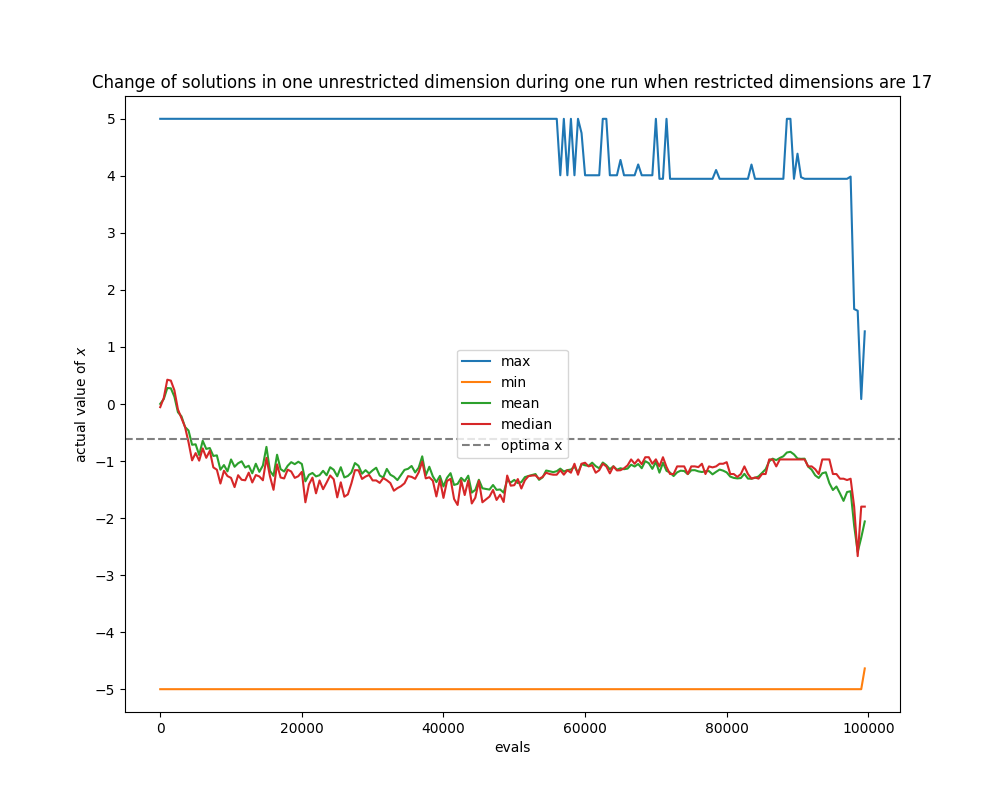 Change of solutions in one unrestricted dimension during one run when restricted dimensions are 17
5
4
3
2
1
0
−1
−2
−3
−4
−5
actual value of x
max
min
mean
median
optima x
0 20000 40000 60000 80000 100000
evals